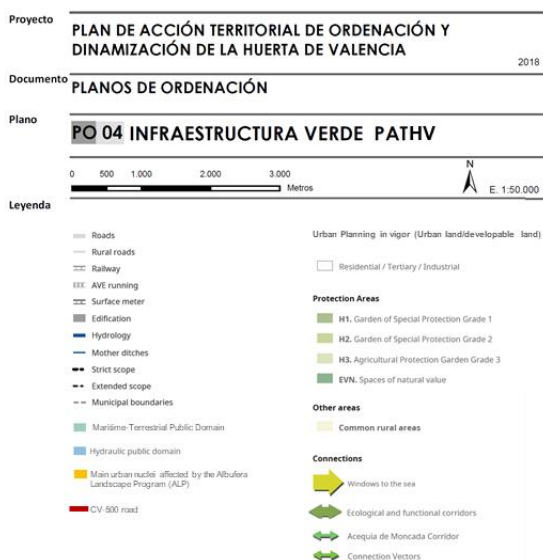 Proyecto
PLAN DE ACCIÓN TERRITORIAL DE ORDENACIÓN Y
DINAMIZACIÓN DE LA HUERTA DE VALENCIA
2018
Documento
PLANOS DE ORDENACIÓN
Plano
PO 04 INFRAESTRUCTURA VERDE PATHV
0 500 1.000 2.000 3.000
Metros
N
E. 1:50.000
Leyenda
Roads
Rural roads
Railway
AVE running
Surface meter
Edification
Hydrology
Mother ditches
Strict scope
Extended scope
Municipal boundaries
Maritime-Terrestrial Public Domain
Hydraulic public domain
Main urban nuclei affected by the Albufera
Landscape Program (ALP)
CV-500 road
Urban Planning in vigor (Urban land/developable land)
Residential / Tertiary / Industrial
Protection Areas
H1. Garden of Special Protection Grade 1
H2. Garden of Special Protection Grade 2
H3. Agricultural Protection Garden Grade 3
EVN. Spaces of natural value
Other areas
Common rural areas
Connections
Windows to the sea
Ecological and functional corridors
Acequia de Moncada Corridor
Connection Vectors